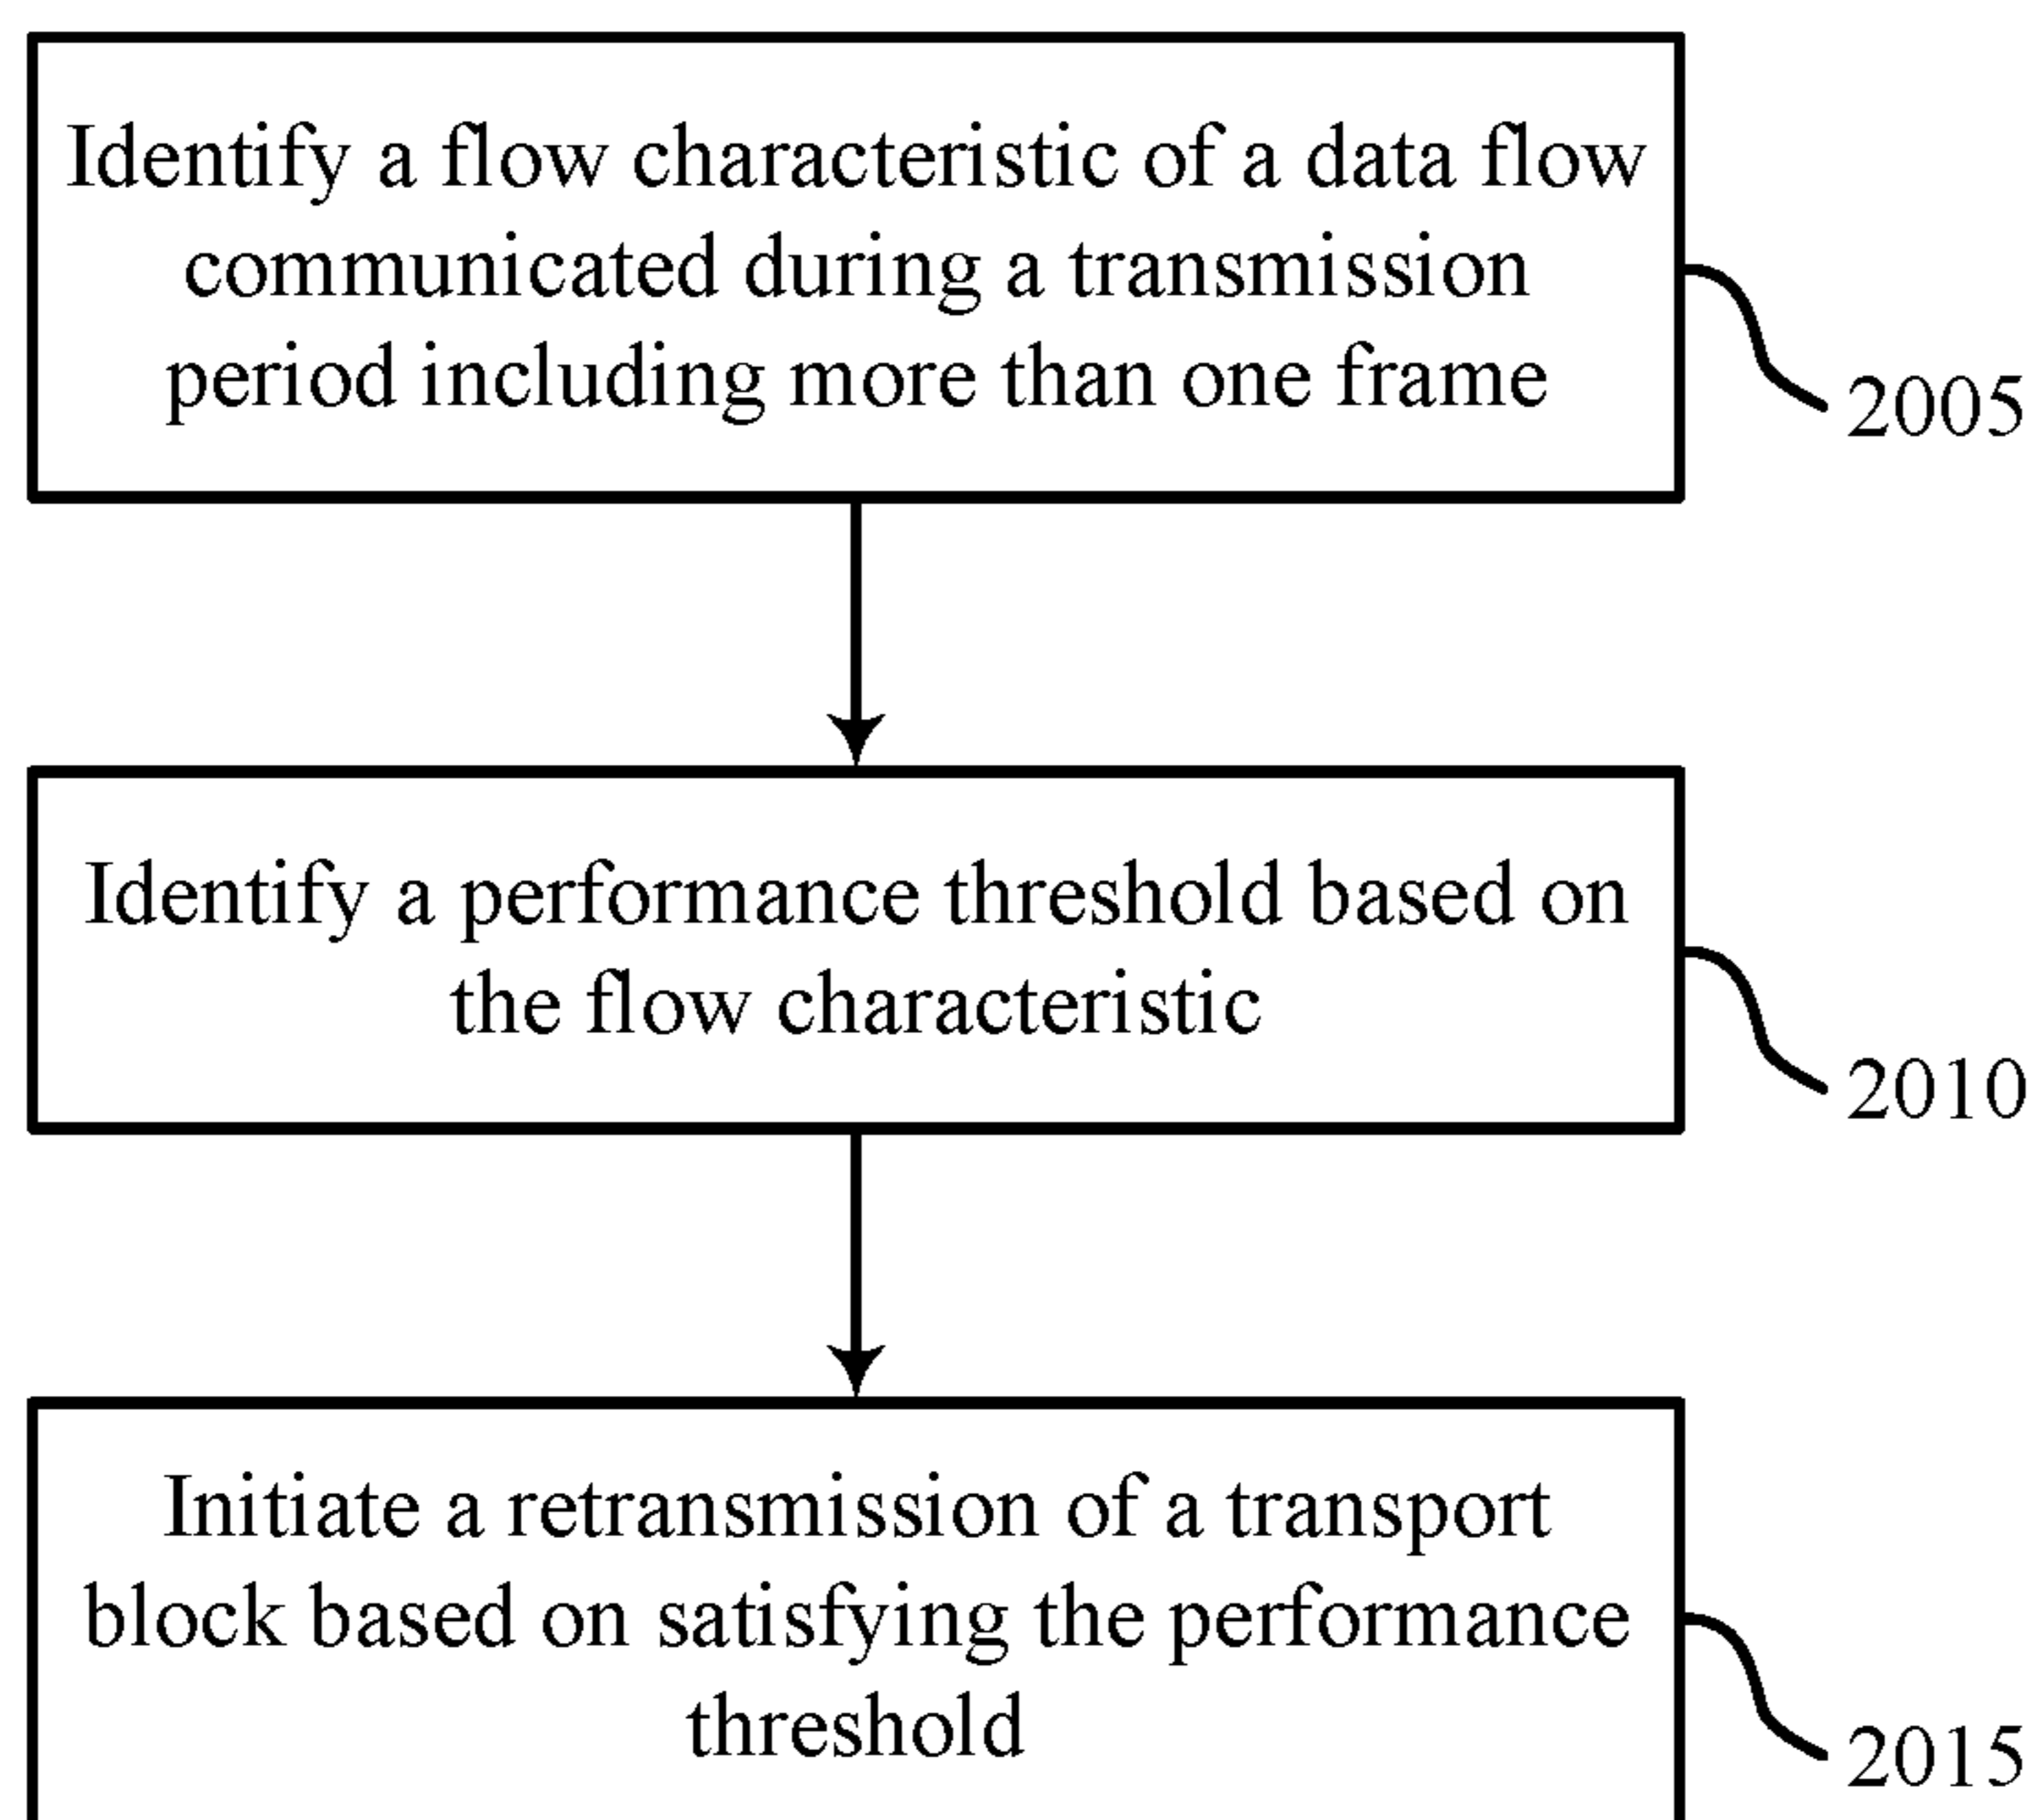 Identify a flow characteristic of a data flow
communicated during a transmission
period including more than one frame
2005
Identify a performance threshold based on
the flow characteristic
2010
Initiate a retransmission of a transport
block based on satisfying the performance
threshold
2015